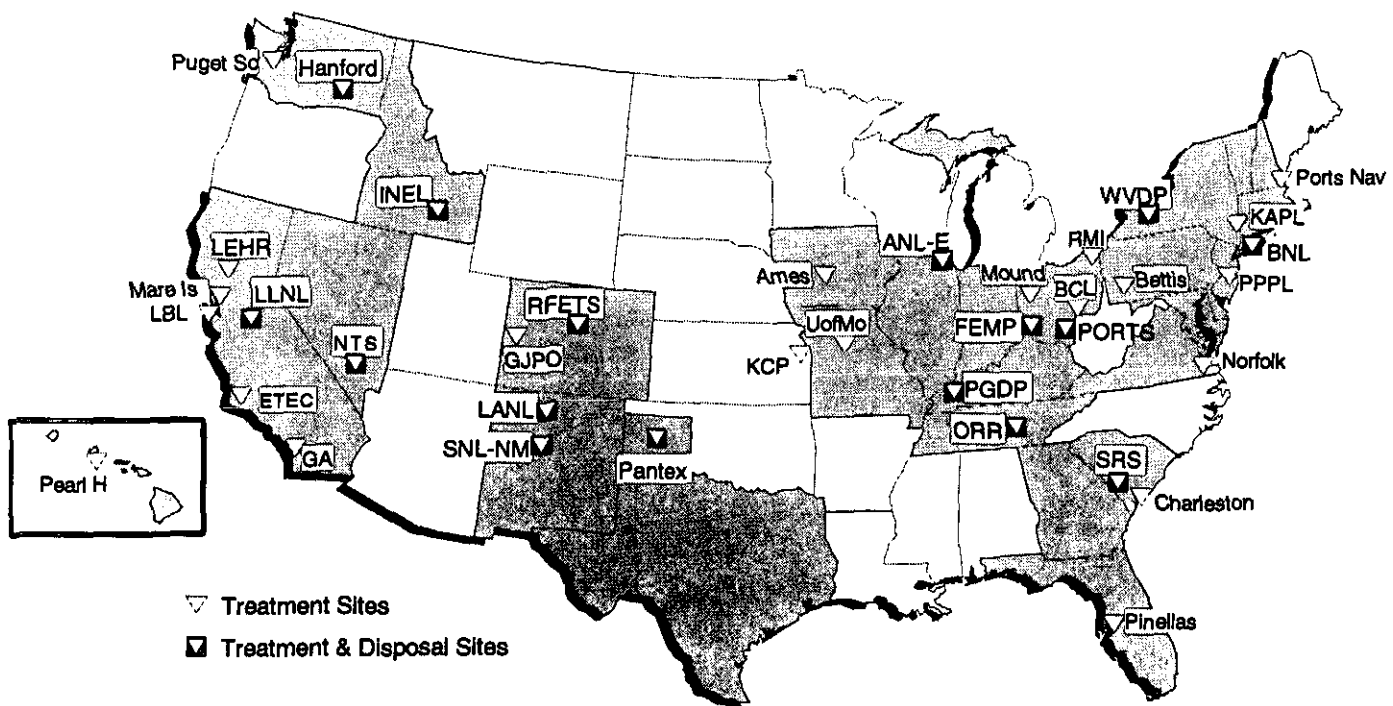 Puget Sd
Hanford
Ports Nav
INEL
WVDP
KAPL
LEHR
ANL-E
RMI
BNL
Ames
Mound
Bettis
PPPL
Mare Is
LLNL
BCL
LBL
RFETS
UofMo
FEMP
PORTS
NTS
GJPO
KCP
Norfolk
ETEC
PGDP
LANL
ORR
SNL-NM
GA
Pantex
SRS
Pearl H
Charleston
Treatment Sites
Pinellas
Treatment & Disposal Sites